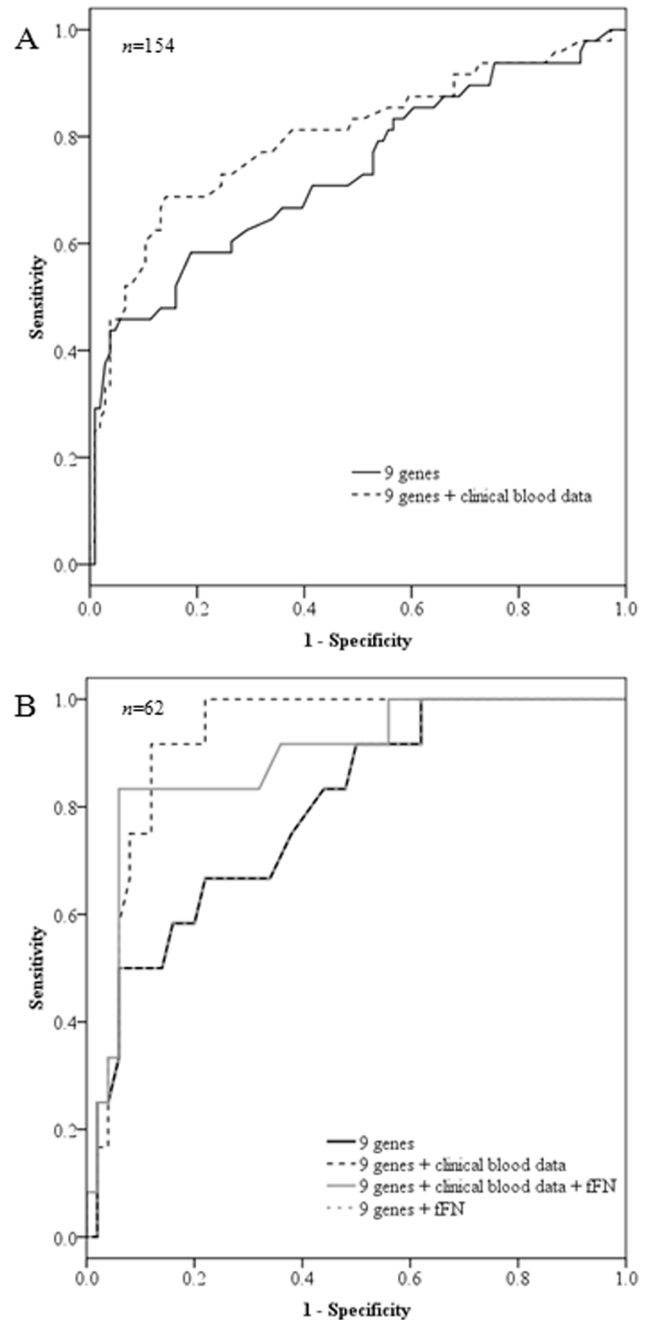 A
n=154
1.0
0.8
0.6
0.4
0.2
0.0
Sensitivity
9 genes
9 genes + clinical blood data
0.0 0.2 0.4 0.6 0.8 1.0
1 - Specificity
B
n=62
1.0
0.8
0.6
0.4
0.2
0.0
Sensitivity
9 genes
9 genes + clinical blood data
9 genes + clinical blood data + fFN
9 genes + fFN
0.0 0.2 0.4 0.6 0.8 1.0
1 - Specificity